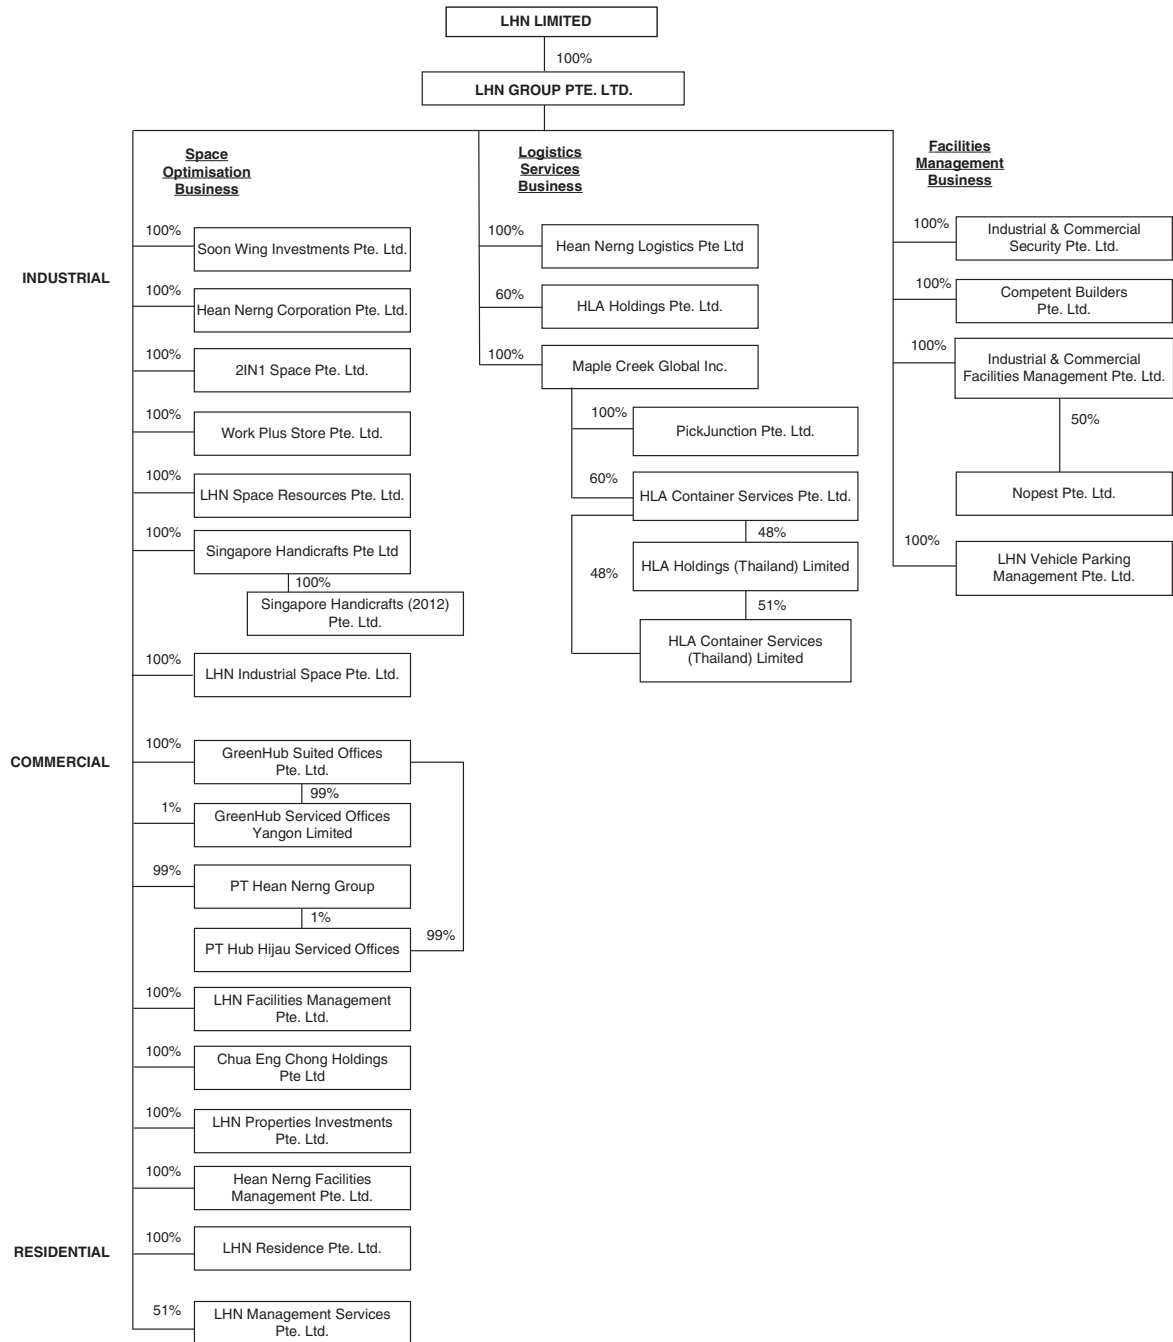 LHN LIMITED
100%
LHN GROUP PTE. LTD.
Space
Optimisation
Business
100%
Soon Wing Investments Pte. Ltd.
INDUSTRIAL
100%
Hean Nerng Corporation Pte. Ltd.
100%
2IN1 Space Pte. Ltd.
100%
Work Plus Store Pte. Ltd.
100%
LHN Space Resources Pte. Ltd.
100%
Singapore Handicrafts Pte Ltd
100%
Singapore Handicrafts (2012)
Pte. Ltd.
100%
LHN Industrial Space Pte. Ltd.
COMMERCIAL
100%
GreenHub Suited Offices
Pte. Ltd.
99%
1%
GreenHub Serviced Offices
Yangon Limited
99%
PT Hean Nerng Group
1%
PT Hub Hijau Serviced Offices
99%
100%
LHN Facilities Management
Pte. Ltd.
100%
Chua Eng Chong Holdings
Pte Ltd
100%
LHN Properties Investments
Pte. Ltd.
100%
Hean Nerng Facilities
Management Pte. Ltd.
RESIDENTIAL
100%
LHN Residence Pte. Ltd.
51%
LHN Management Services
Pte. Ltd.
Logistics
Services
Business
100%
Hean Nerng Logistics Pte Ltd
60%
HLA Holdings Pte. Ltd.
100%
Maple Creek Global Inc.
100%
PickJunction Pte. Ltd.
60%
HLA Container Services Pte. Ltd.
48%
48%
HLA Holdings (Thailand) Limited
51%
HLA Container Services
(Thailand) Limited
Facilities
Management
Business
100%
Industrial & Commercial
Security Pte. Ltd.
100%
Competent Builders
Pte. Ltd.
100%
Industrial & Commercial
Facilities Management Pte. Ltd.
50%
Nopest Pte. Ltd.
100%
LHN Vehicle Parking
Management Pte. Ltd.